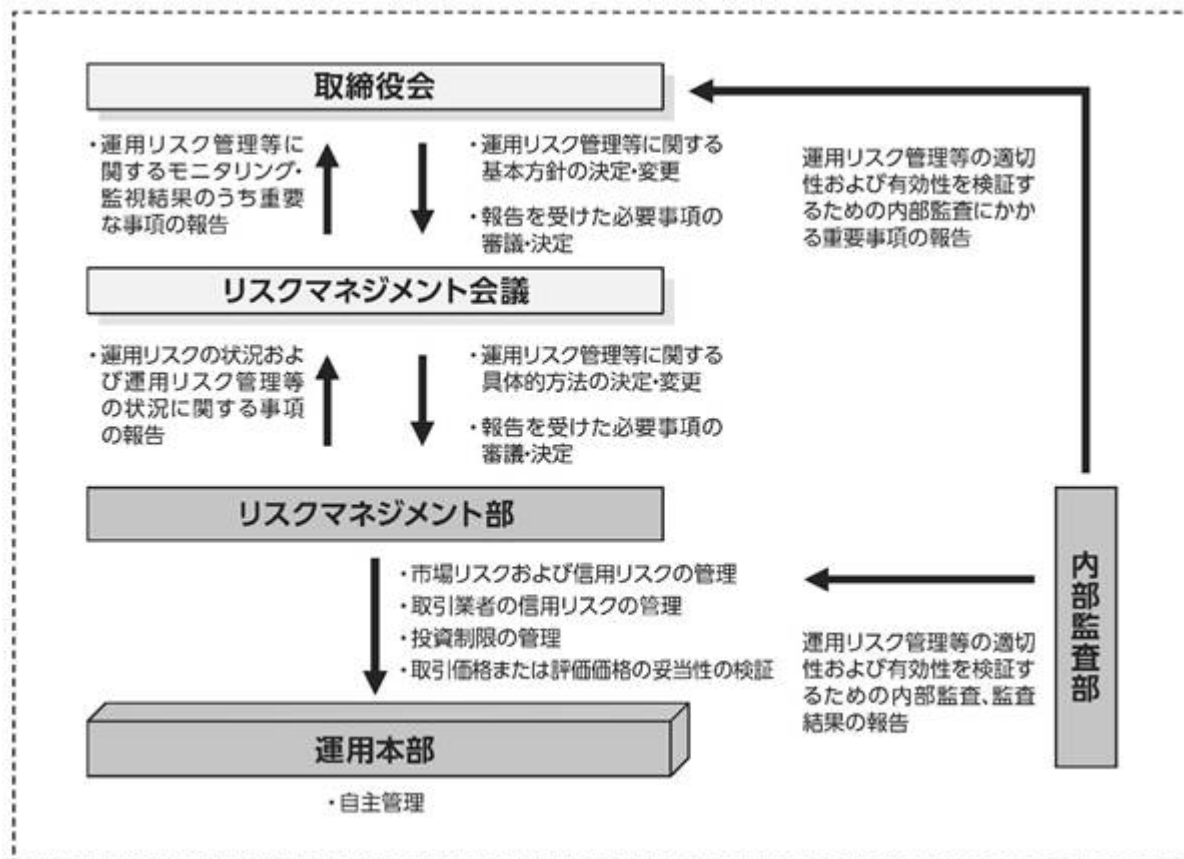 取締役会
・運用リスク管理等に
関するモニタリング・
監視結果のうち重要
な事項の報告
・運用リスク管理等に関する
基本方針の決定・変更
・報告を受けた必要事項の
審議・決定
運用リスク管理等の適切
性および有効性を検証す
るための内部監査にかか
る重要事項の報告
リスクマネジメント会議
・運用リスクの状況およ
び運用リスク管理等
の状況に関する事項
の報告
・運用リスク管理等に関する
具体的方法の決定・変更
・報告を受けた必要事項の
審議・決定
リスクマネジメント部
・市場リスクおよび信用リスクの管理
・取引業者の信用リスクの管理
・投資制限の管理
・取引価格または評価価格の妥当性の検証
運用リスク管理等の適切
性および有効性を検証す
るための内部監査、監査
結果の報告
内部監査部
運用本部
・自主管理